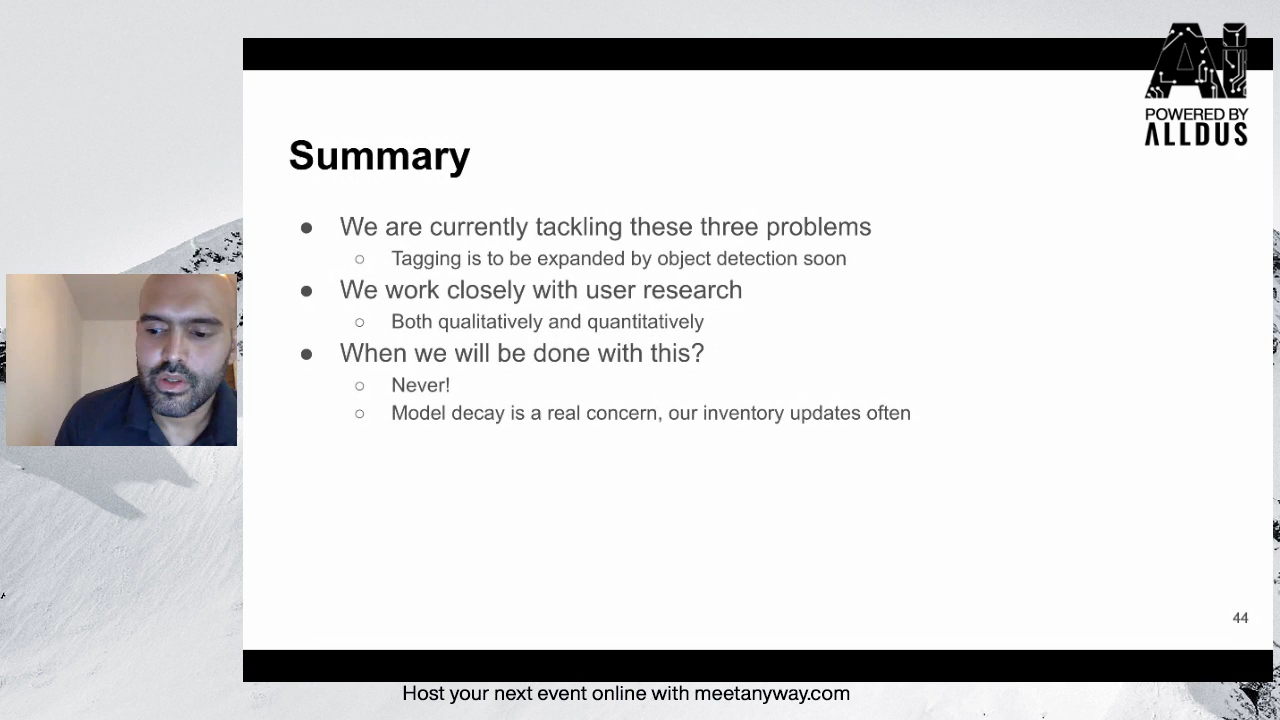 AI
POWERED BY
ALLDUS
Summary
● We are currently tackling these three problems
○ Tagging is to be expanded by object detection soon
● We work closely with user research
○ Both qualitatively and quantitatively
● When we will be done with this?
○ Never!
○ Model decay is a real concern, our inventory updates often
44
Host your next event online with meetanyway.com